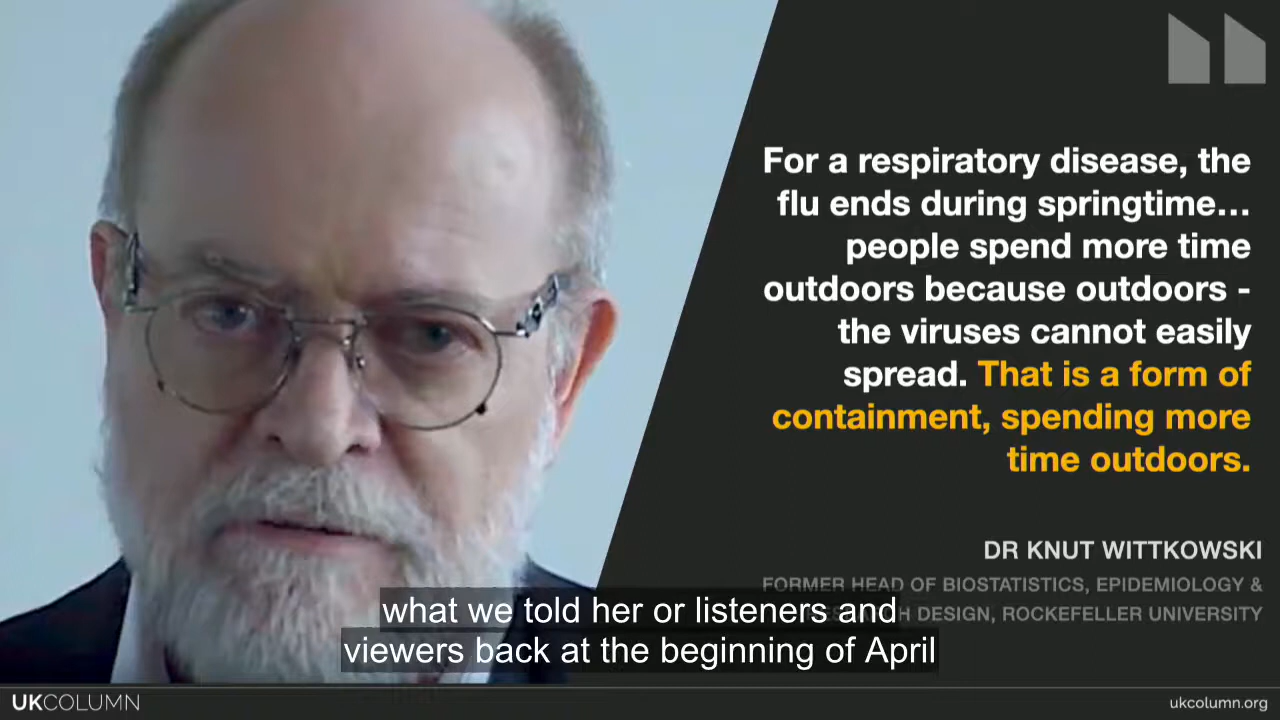 For a respiratory disease, the
flu ends during springtime...
people spend more time
outdoors because outdoors -
the viruses cannot easily
spread. That is a form of
containment, spending more
time outdoors.
DR KNUT WITTKOWSKI
FORMER HEAD OF BIOSTATISTICS, EPIDEMIOLOGY &
DESIGN, ROCKEFELLER UNIVERSITY
what we told her or listeners and
viewers back at the beginning of April
UKCOLUMN
ukcolumn.org